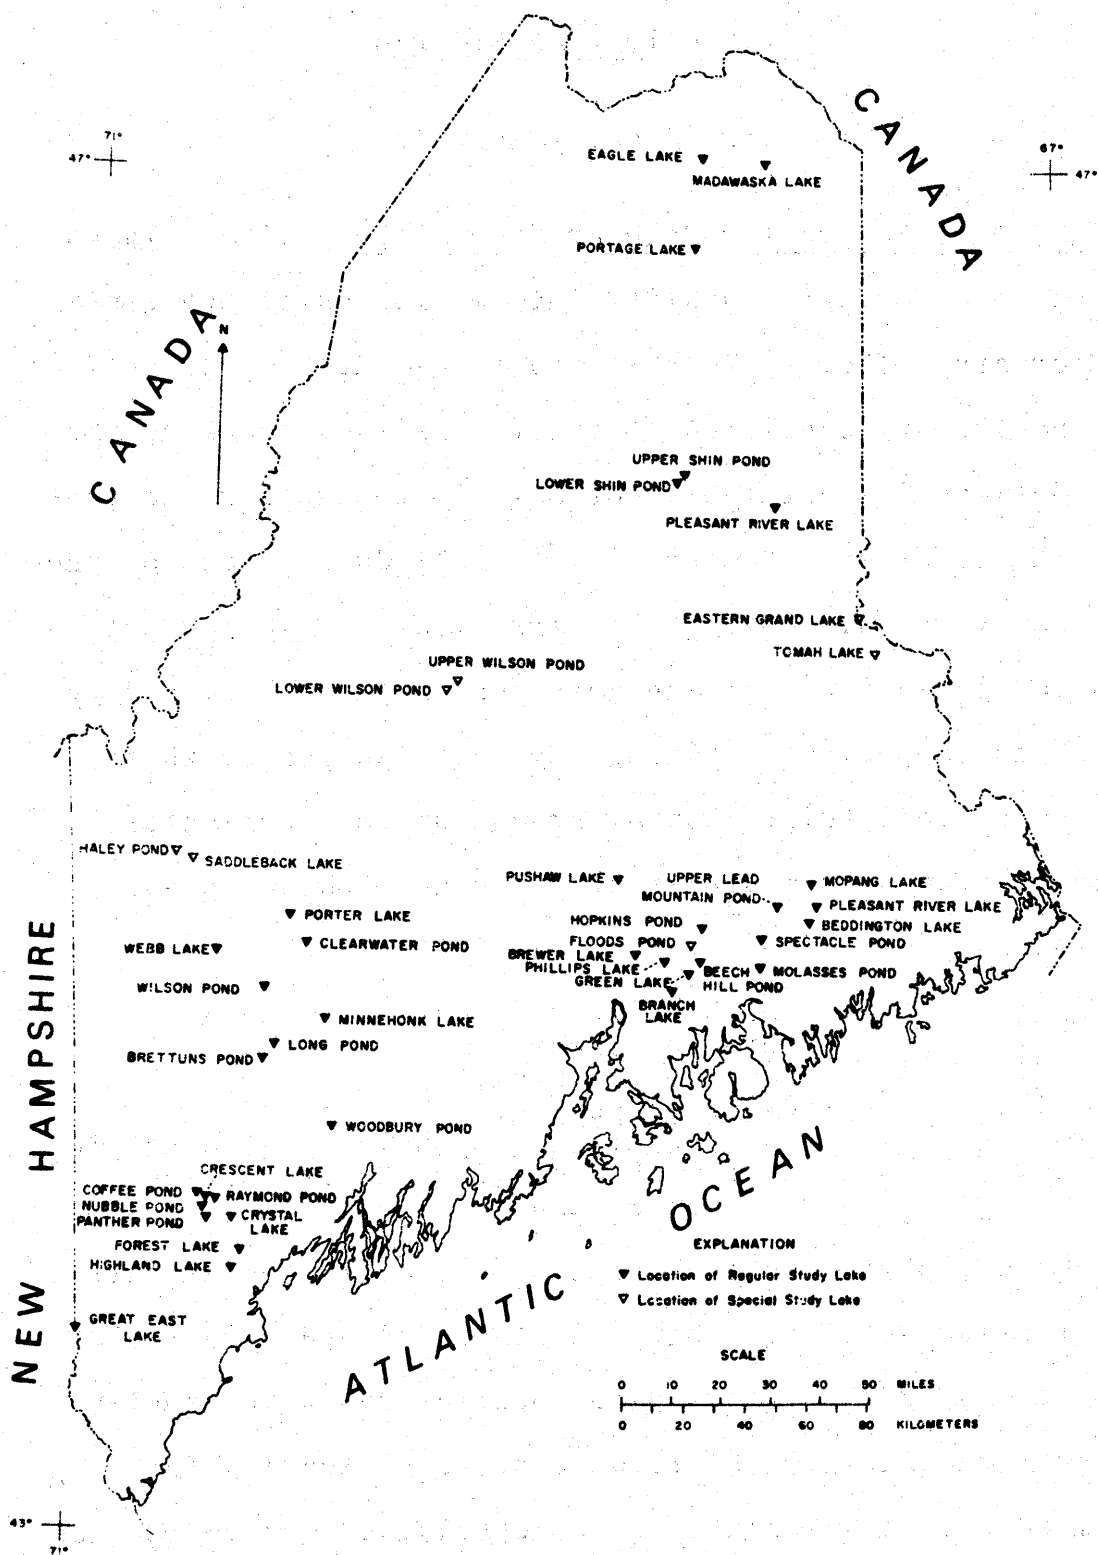 CANADA
71°
47°
67°
47°
EAGLE LAKE
MADAWASKA LAKE
PORTAGE LAKE
CANADA
N
UPPER SHIN POND
LOWER SHIN POND
PLEASANT RIVER LAKE
EASTERN GRAND LAKE
TOMAH LAKE
UPPER WILSON POND
LOWER WILSON POND
HALEY POND
SADDLEBACK LAKE
PUSHAW LAKE
UPPER LEAD
MOUNTAIN POND
MOPANG LAKE
PLEASANT RIVER LAKE
PORTER LAKE
HOPKINS POND
BEDDINGTON LAKE
WEBB LAKE
CLEARWATER POND
FLOODS POND
SPECTACLE POND
BREWER LAKE
PHILLIPS LAKE
BEECH
HILL POND
MOLASSES POND
GREEN LAKE
WILSON POND
BRANCH
LAKE
MINNEHONK LAKE
LONG POND
BRETTUNS POND
NEW HAMPSHIRE
WOODBURY POND
CRESCENT LAKE
COFFEE POND
RAYMOND POND
NUBBLE POND
PANTHER POND
CRYSTAL
LAKE
FOREST LAKE
HIGHLAND LAKE
GREAT EAST
LAKE
ATLANTIC OCEAN
EXPLANATION
Location of Regular Study Lake
Location of Special Study Lake
SCALE
0 10 20 30 40 50 MILES
0 20 40 60 80 KILOMETERS
43°
71°